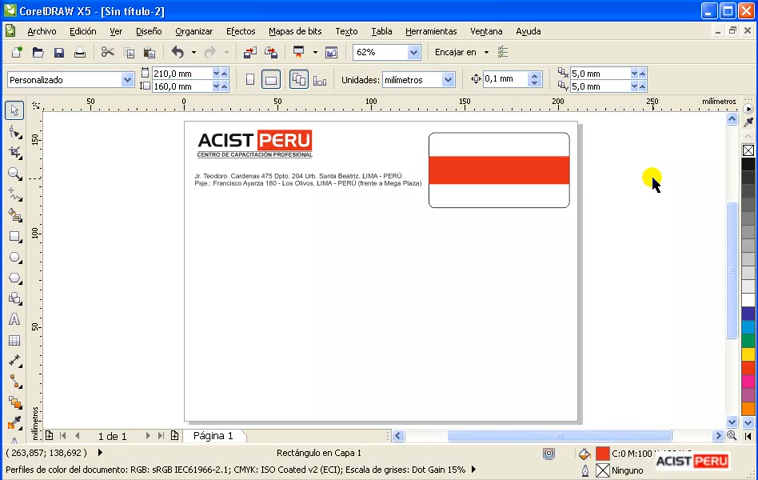 CorelDRAW X5 - [Sin título-2]
Archivo Edición Ver Diseño Organizar Efectos Mapas de bits Texto Tabla Herramientas Ventana Ayuda
62% Encajar en
Personalizado 210,0 mm 160,0 mm Unidades: milímetros 0,1 mm 5,0 mm 5,0 mm
50 0 50 100 150 200 250 milímetros
150
100
50
milímetros
ACIST PERU
CENTRO DE CAPACITACIÓN PROFESIONAL
Jr. Teodoro Cardenas 475 Dpto. 204 Urb. Santa Beatriz, LIMA - PERÚ
Psje.: Francisco Ayarza 180 - Los Olivos, LIMA - PERÚ (frente a Mega Plaza)
1 de 1 Página 1
( 263,857; 138,692 ) Rectángulo en Capa 1 C:0 M:100
Perfiles de color del documento: RGB: sRGB IEC61966-2.1; CMYK: ISO Coated v2 (ECI); Escala de grises: Dot Gain 15% Ninguno
ACIST PERU